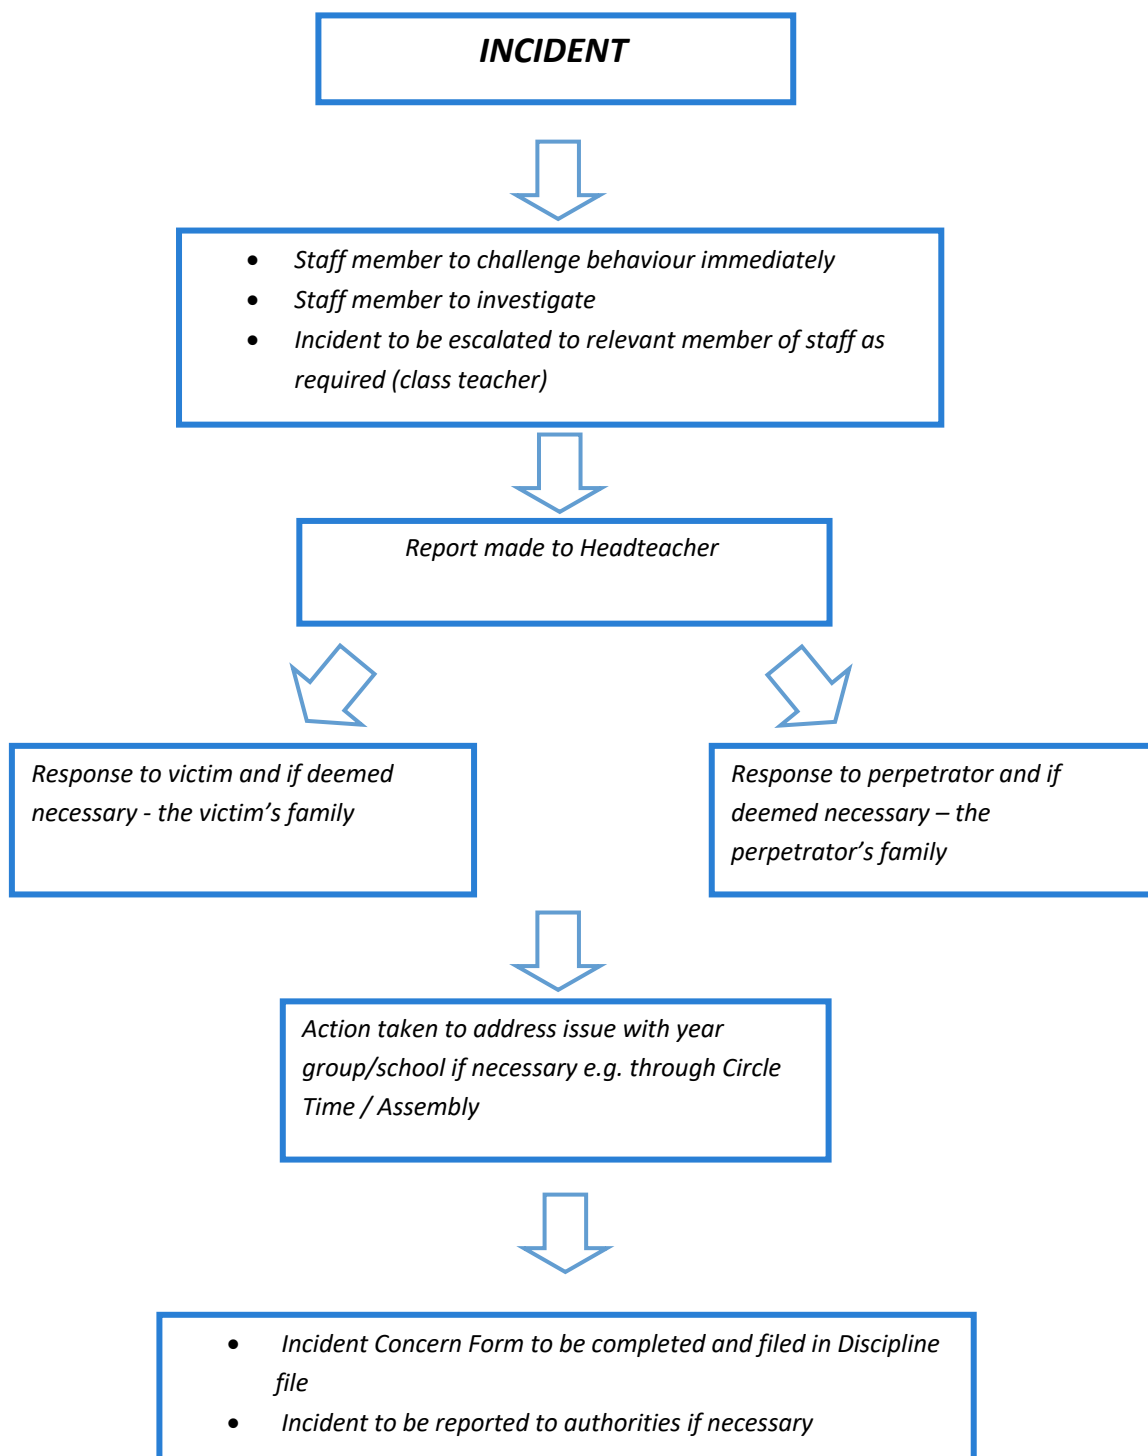 INCIDENT
• Staff member to challenge behaviour immediately
• Staff member to investigate
• Incident to be escalated to relevant member of staff as
required (class teacher)
Report made to Headteacher
Response to victim and if deemed
necessary - the victim’s family
Response to perpetrator and if
deemed necessary – the
perpetrator’s family
Action taken to address issue with year
group/school if necessary e.g. through Circle
Time / Assembly
• Incident Concern Form to be completed and filed in Discipline
file
• Incident to be reported to authorities if necessary